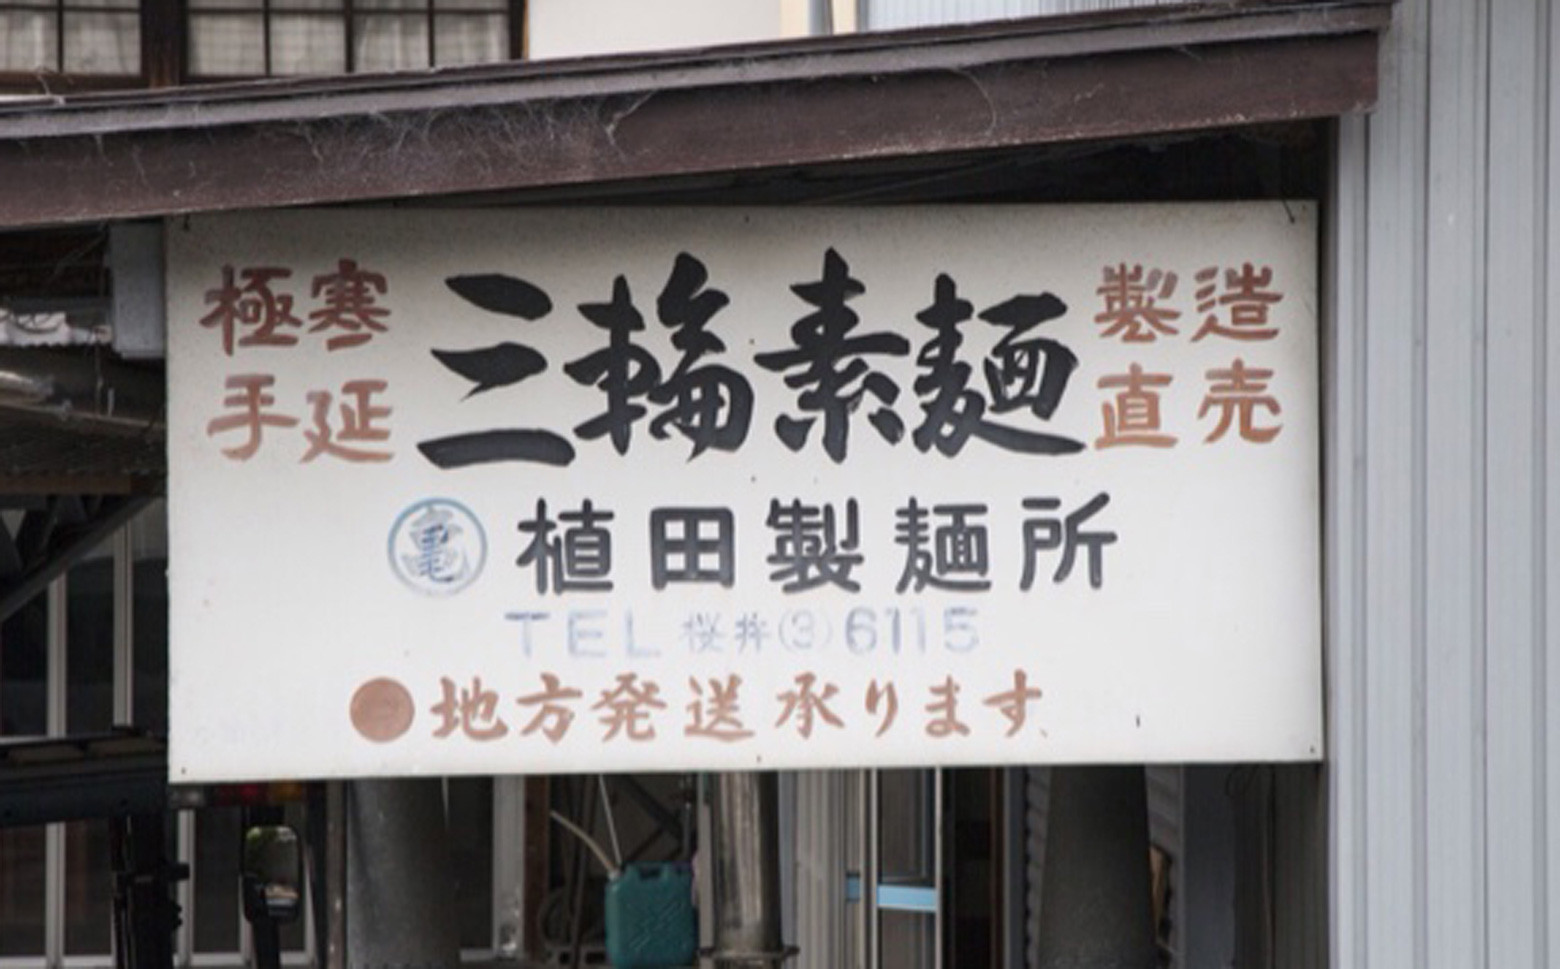 極寒
手延
三輪素麺
製造
直売
亀 植田製麺所
TEL 桜井(3)6115
●地方発送承ります、